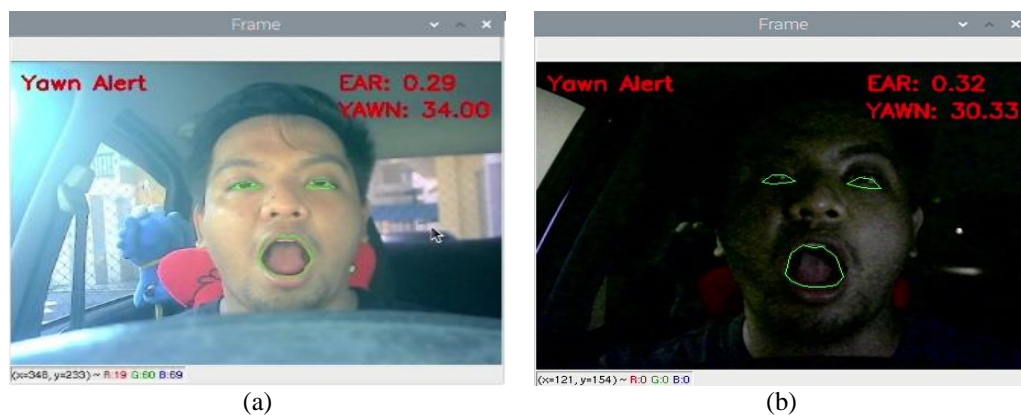 Frame
Yawn Alert
EAR: 0.29
YAWN: 34.00
(x=348, y=233) ~ R:19 G:60 B:69
(a)
Frame
Yawn Alert
EAR: 0.32
YAWN: 30.33
(x=121, y=154) ~ R:0 G:0 B:0
(b)